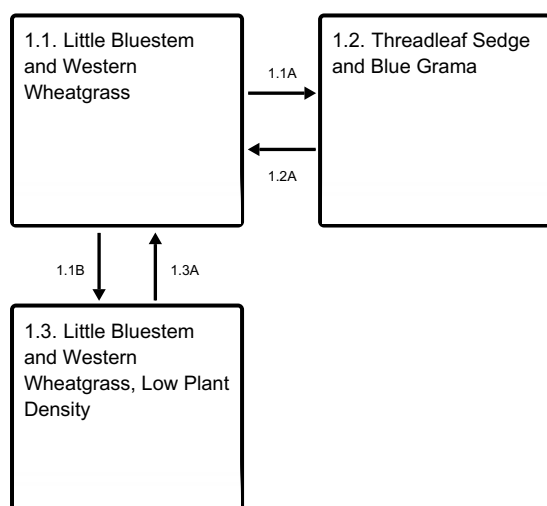 1.1. Little Bluestem
and Western
Wheatgrass
1.1A
1.2. Threadleaf Sedge
and Blue Grama
1.2A
1.1B
1.3A
1.3. Little Bluestem
and Western
Wheatgrass, Low Plant
Density